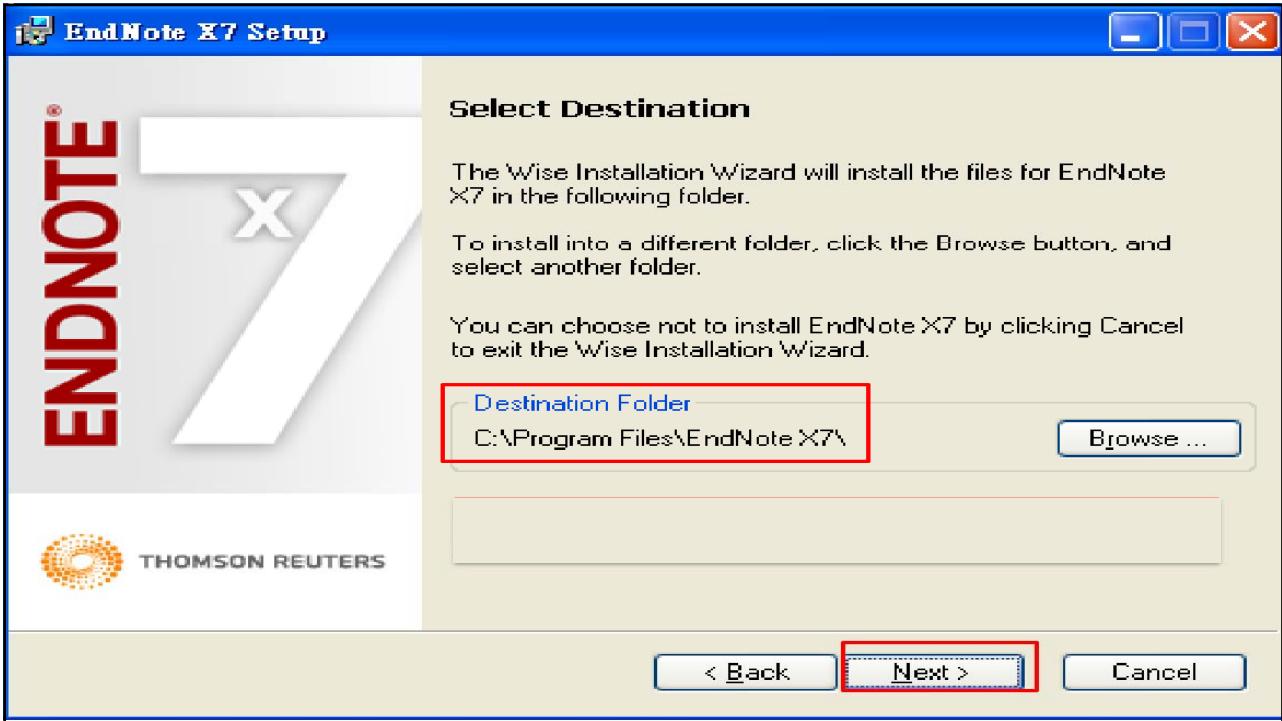 EndNote X7 Setup
ENDNOTE®
X7
THOMSON REUTERS
Select Destination
The Wise Installation Wizard will install the files for EndNote
X7 in the following folder.
To install into a different folder, click the Browse button, and
select another folder.
You can choose not to install EndNote X7 by clicking Cancel
to exit the Wise Installation Wizard.
Destination Folder
C:\Program Files\EndNote X7\
Browse ...
< Back
Next >
Cancel